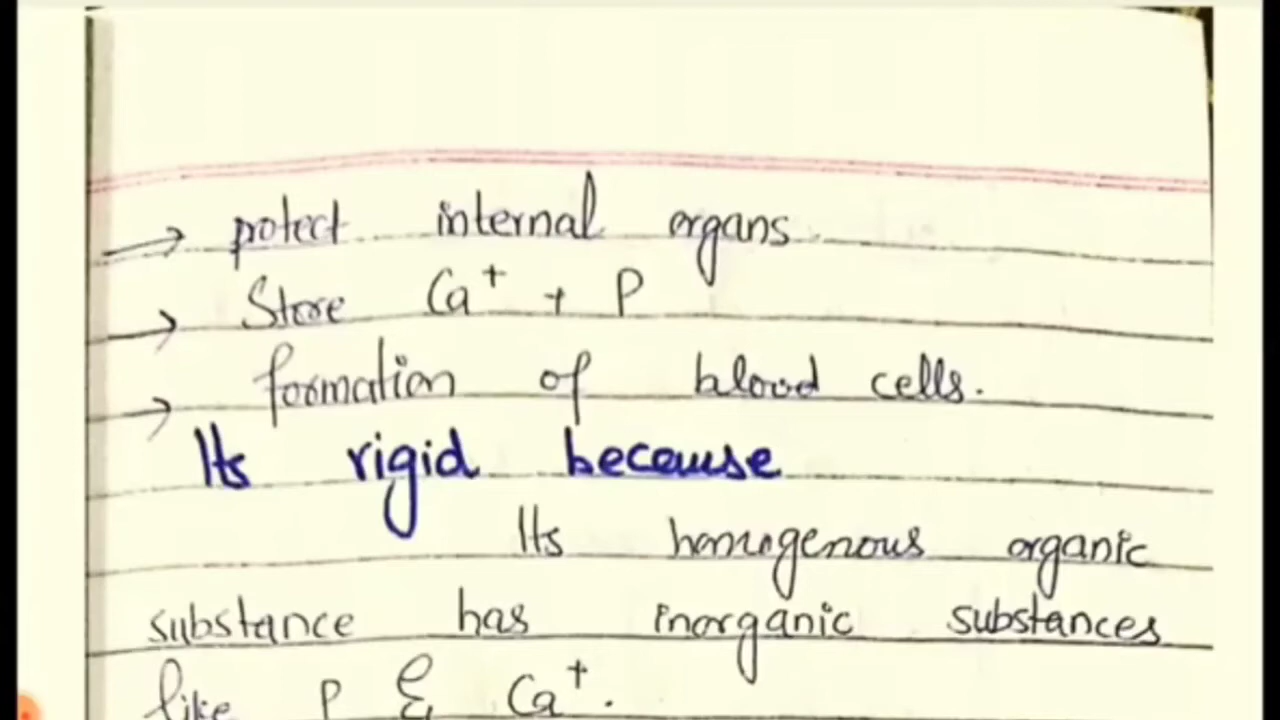 → protect internal organs
→ Store Ca⁺ + P
→ formation of blood cells.
Its rigid because
Its homogenous organic
substance has inorganic substances
like P & Ca⁺.